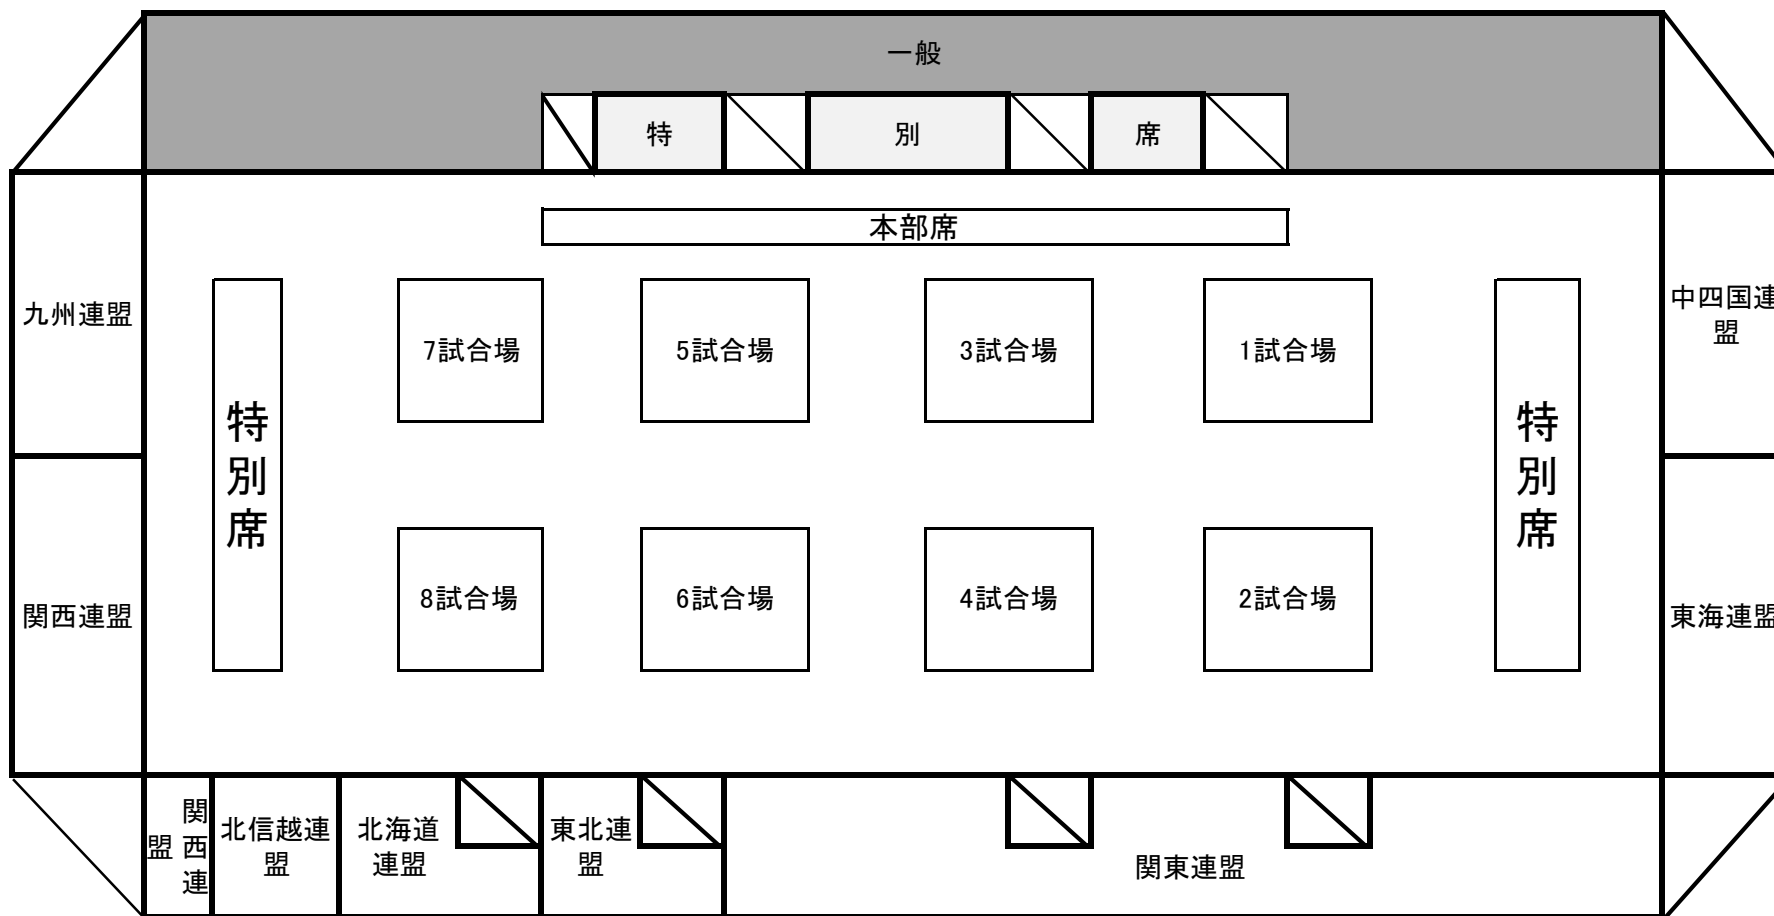 一般
特
別
席
本部席
九州連盟
中四国連
盟
7試合場
5試合場
3試合場
1試合場
特
別
席
特
別
席
関西連盟
8試合場
6試合場
4試合場
2試合場
東海連盟
関西連
盟
北信越連
盟
北海道
連盟
東北連
盟
関東連盟